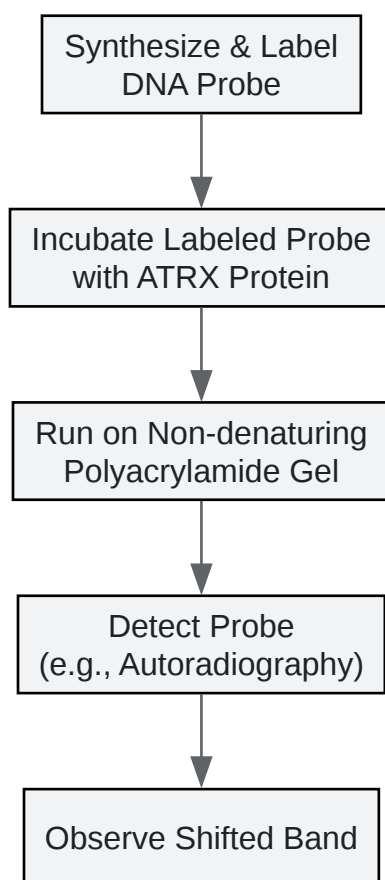 Synthesize & Label
DNA Probe
Incubate Labeled Probe
with ATRX Protein
Run on Non-denaturing
Polyacrylamide Gel
Detect Probe
(e.g., Autoradiography)
Observe Shifted Band